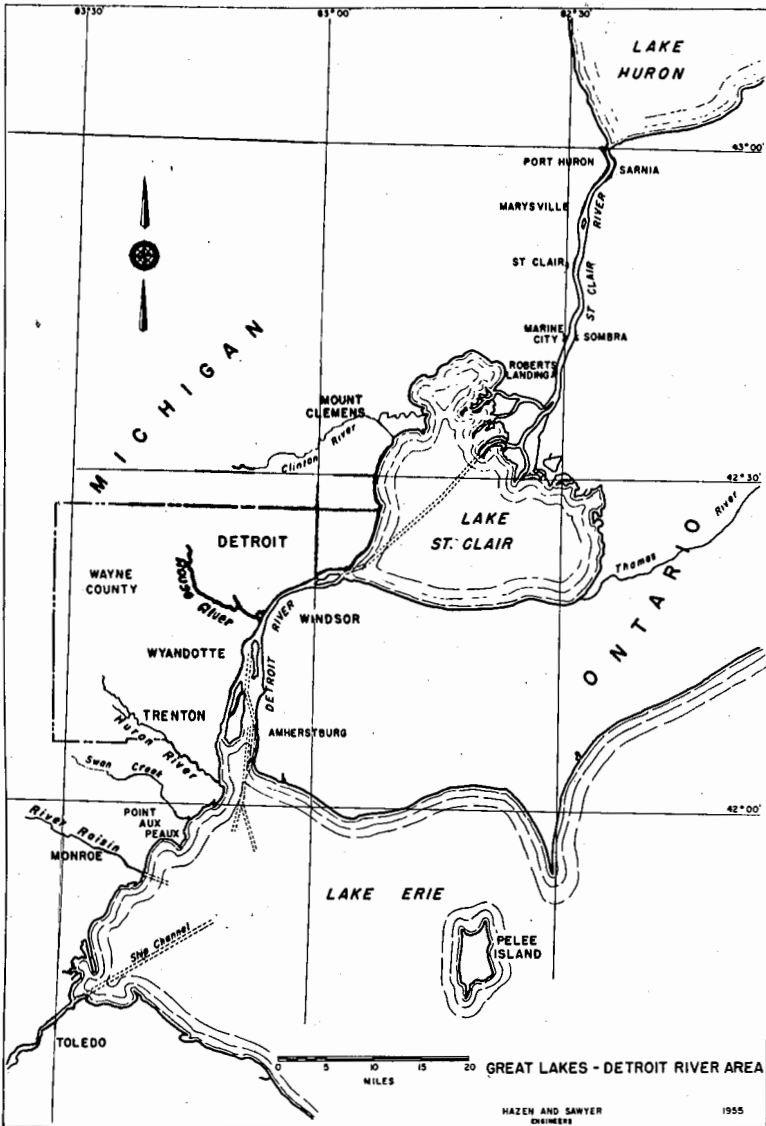 83°30'
83°00'
82°30'
LAKE
HURON
43°00'
PORT HURON
SARNIA
MARYSVILLE
ST CLAIR RIVER
ST CLAIR
MARINE
CITY
SOMBRA
ROBERTS
LANDING
MICHIGAN
MOUNT
CLEMENS
Clinton River
42°30'
LAKE
ST. CLAIR
Thames River
DETROIT
WAYNE
COUNTY
Rouge
River
WINDSOR
DETROIT RIVER
ONTARIO
WYANDOTTE
TRENTON
Huron River
AMHERSTBURG
Swan Creek
42°00'
POINT
AUX
PEAUX
River Raisin
MONROE
LAKE ERIE
Ship Channel
PELEE
ISLAND
TOLEDO
0 5 10 15 20
MILES
GREAT LAKES - DETROIT RIVER AREA
HAZEN AND SAWYER
ENGINEERS
1955